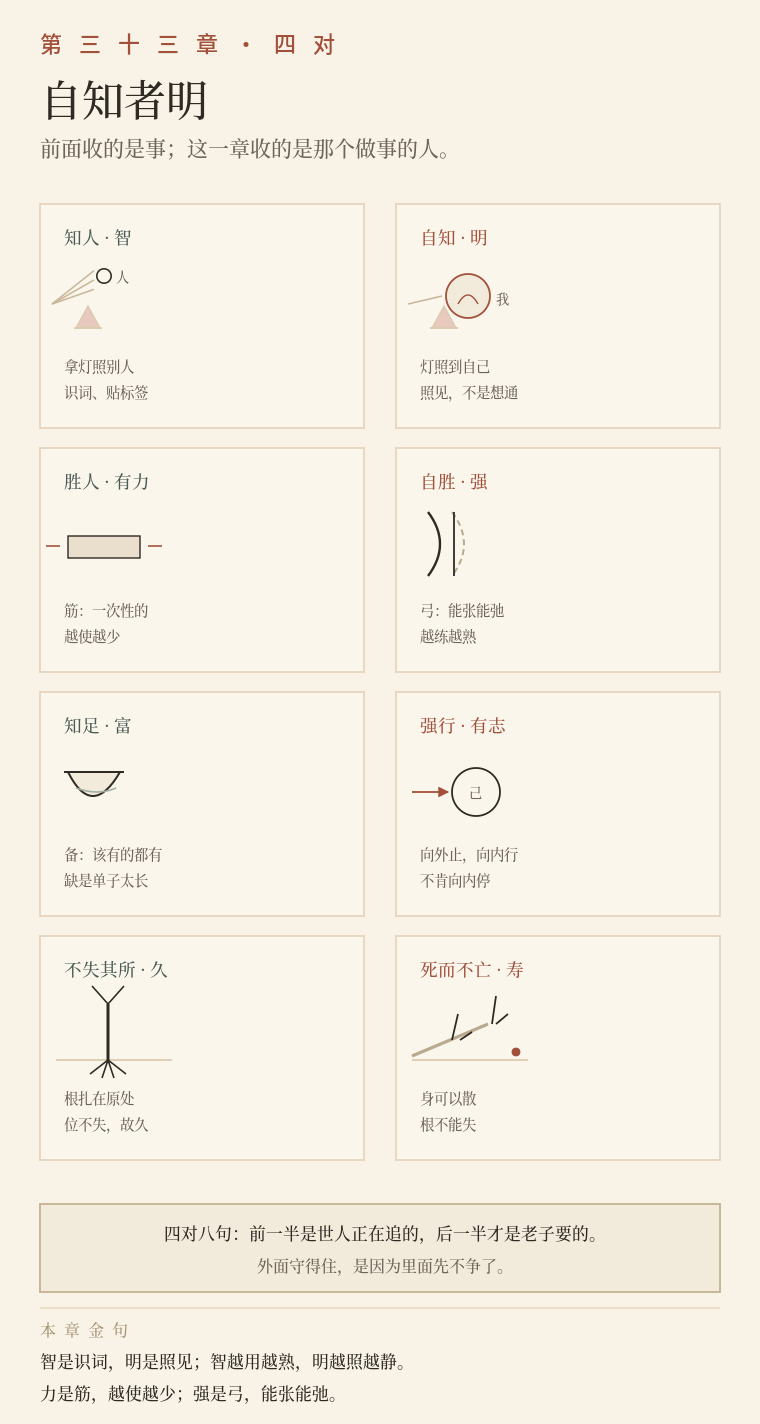 第三十三章·四对
自知者明
前面收的是事；这一章收的是那个做事的人。
知人·智
人
拿灯照别人
识词、贴标签
自知·明
我
灯照到自己
照见，不是想通
胜人·有力
筋：一次性的
越使越少
自胜·强
弓：能张能弛
越练越熟
知足·富
备：该有的都有
缺是单子太长
强行·有志
己
向外止，向内行
不肯向内停
不失其所·久
根扎在原处
位不失，故久
死而不亡·寿
身可以散
根不能失
四对八句：前一半是世人正在追的，后一半才是老子要的。
外面守得住，是因为里面先不争了。
本章金句
智是识词，明是照见；智越用越熟，明越照越静。
力是筋，越使越少；强是弓，能张能弛。